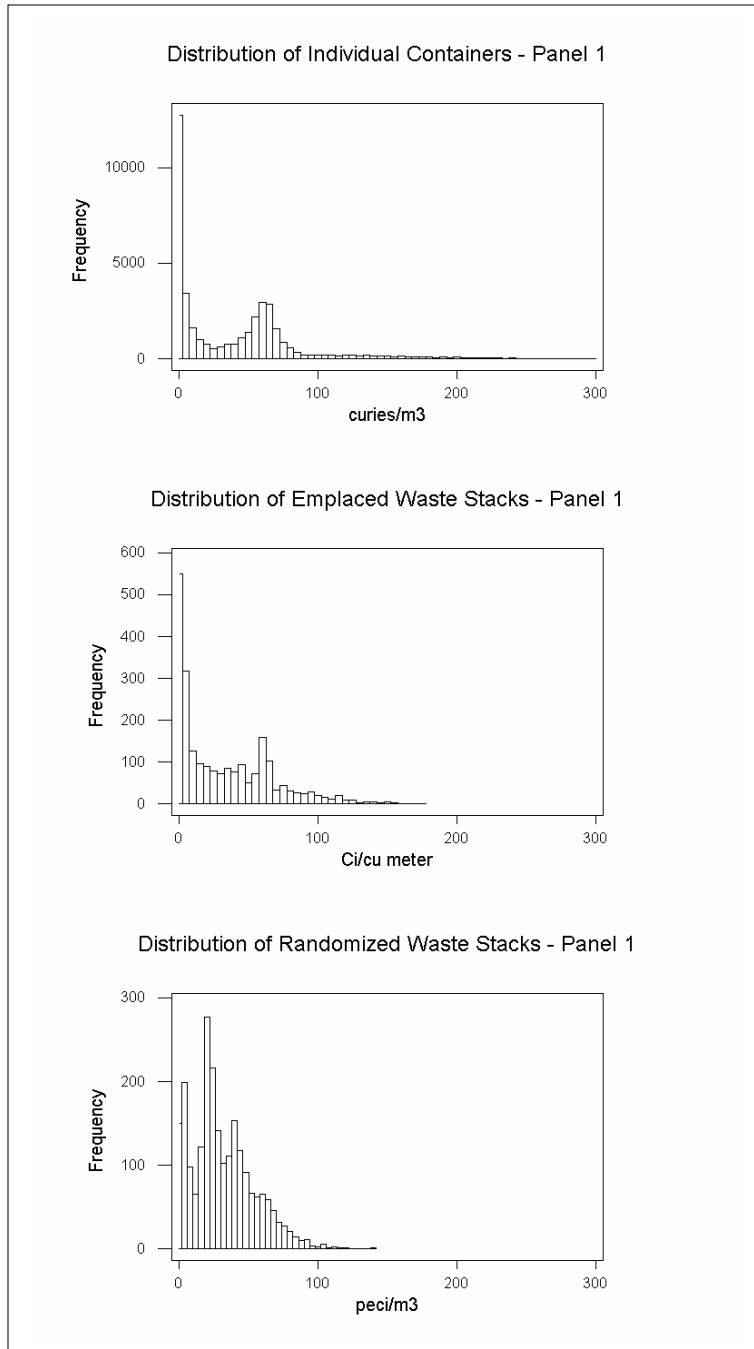 Distribution of Individual Containers - Panel 1
10000
5000
0
Frequency
0 100 200 300
curies/m3
Distribution of Emplaced Waste Stacks - Panel 1
600
500
400
300
200
100
0
Frequency
0 100 200 300
Ci/cu meter
Distribution of Randomized Waste Stacks - Panel 1
300
200
100
0
Frequency
0 100 200 300
peci/m3